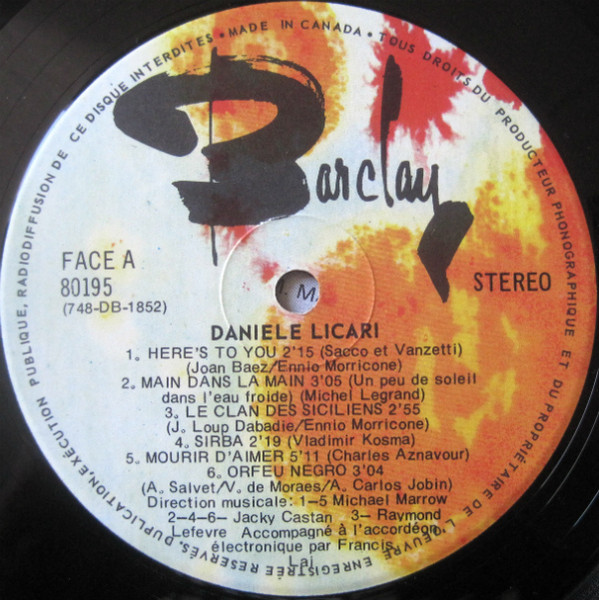 TOUS DROITS DU PRODUCTEUR PHONOGRAPHIQUE ET DU PROPRIÉTAIRE DE L'OEUVRE ENREGISTRÉE RESERVÉS, DUPLICATION, EXÉCUTION PUBLIQUE, RADIODIFFUSION DE CE DISQUE INTERDITES • MADE IN CANADA •
Barclay
FACE A
80195
(748-DB-1852)
STEREO
. M.
DANIELE LICARI
1. HERE'S TO YOU 2'15 (Sacco et Vanzetti)
(Joan Baez/Ennio Morricone)
2. MAIN DANS LA MAIN 3'05 (Un peu de soleil
dans l'eau froide) (Michel Legrand)
3. LE CLAN DES SICILIENS 2'55
(J. Loup Dabadie/Ennio Morricone)
4. SIRBA 2'19 (Vladimir Kosma)
5. MOURIR D'AIMER 5'11 (Charles Aznavour)
6. ORFEU NEGRO 3'04
(A. Salvet/V. de Moraes/A. Carlos Jobin)
Direction musicale: 1-5 Michael Marrow
2-4-6- Jacky Castan 3- Raymond
Lefevre Accompagné à l'accordéon
électronique par Francis
Lai